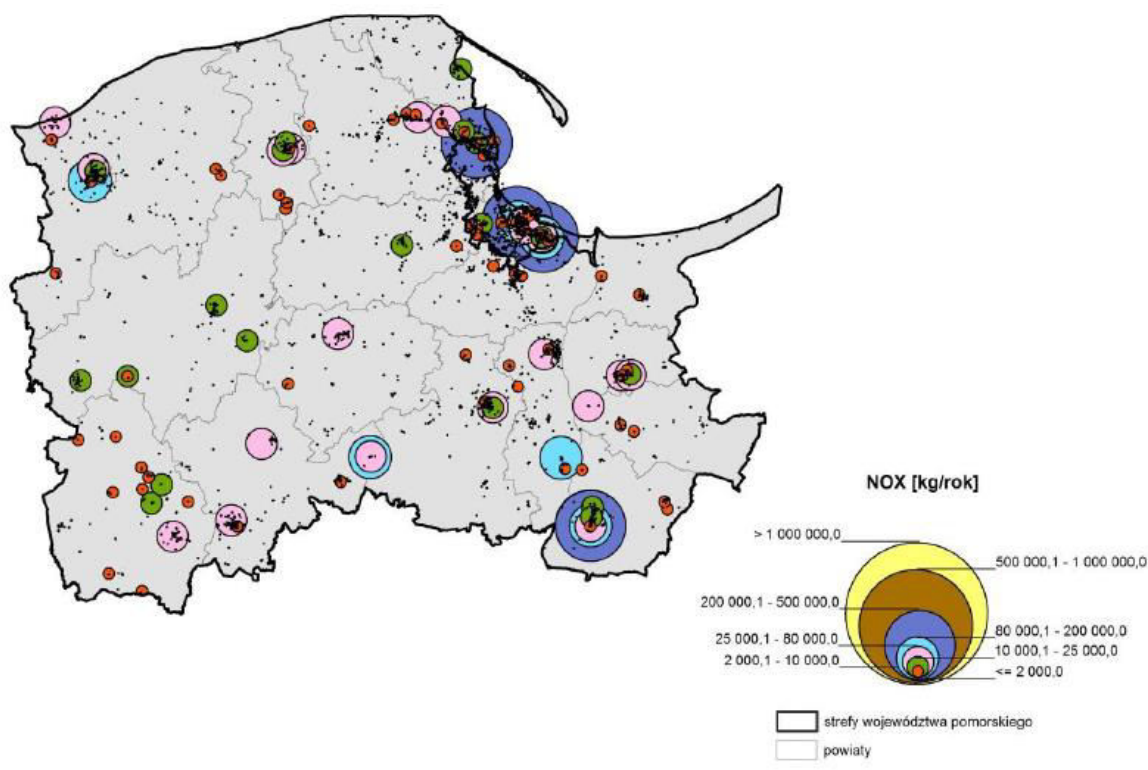 NOX [kg/rok]
> 1 000 000,0
500 000,1 - 1 000 000,0
200 000,1 - 500 000,0
80 000,1 - 200 000,0
25 000,1 - 80 000,0
10 000,1 - 25 000,0
2 000,1 - 10 000,0
<= 2 000,0
strefy województwa pomorskiego
powiaty